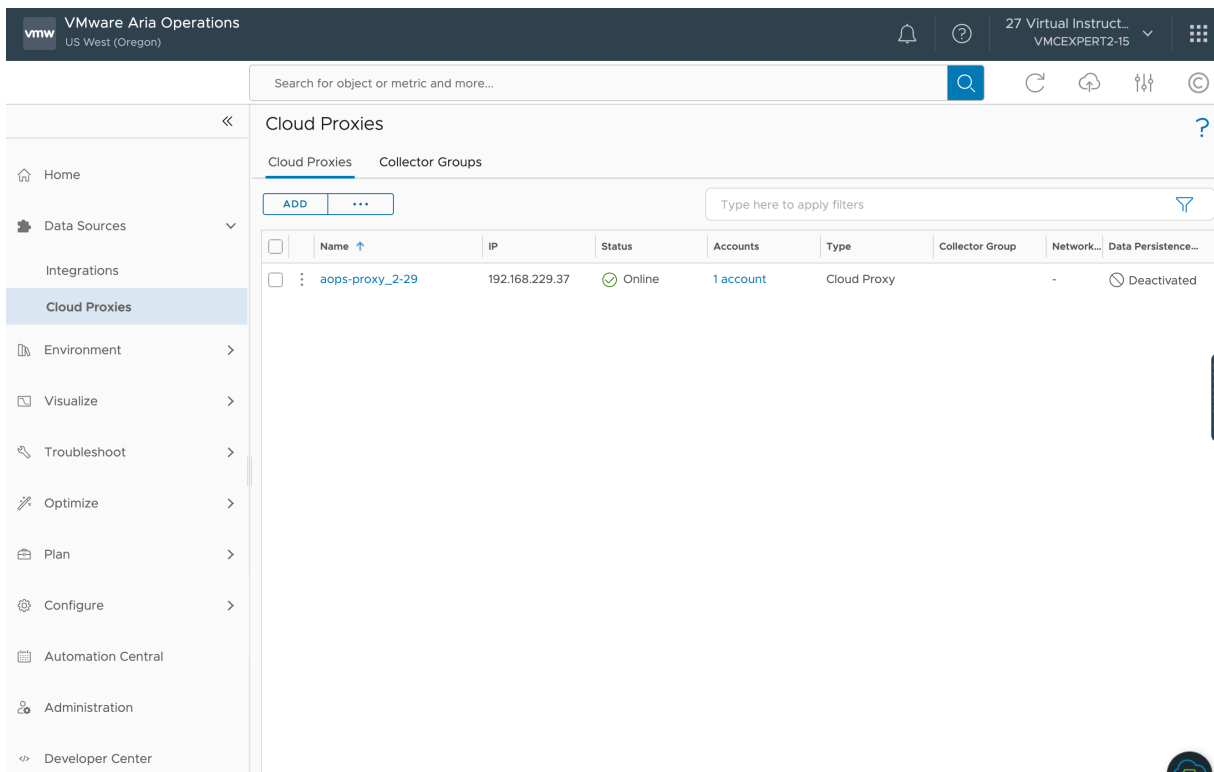 vmw
VMware Aria Operations
US West (Oregon)
27 Virtual Instruct...
VMCEXPERT2-15
Search for object or metric and more...
Home
Data Sources
Integrations
Cloud Proxies
Environment
Visualize
Troubleshoot
Optimize
Plan
Configure
Automation Central
Administration
Developer Center
Cloud Proxies
?
Cloud Proxies Collector Groups
ADD ...
Type here to apply filters
Name IP Status Accounts Type Collector Group Network... Data Persistence...
aops-proxy_2-29 192.168.229.37 Online 1 account Cloud Proxy - Deactivated